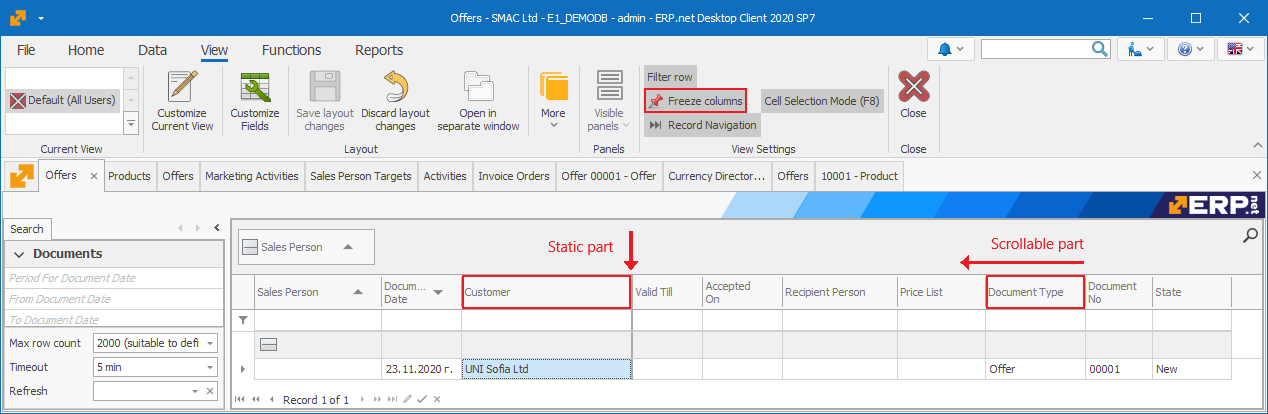 Offers - SMAC Ltd - E1_DEMODB - admin - ERP.net Desktop Client 2020 SP7
File Home Data View Functions Reports
Default (All Users)
Customize
Current View
Customize
Fields
Save layout
changes
Discard layout
changes
Open in
separate window
More
Visible
panels
Filter row
Freeze columns
Record Navigation
Cell Selection Mode (F8)
Close
Current View Layout Panels View Settings Close
Offers Products Offers Marketing Activities Sales Person Targets Activities Invoice Orders Offer 00001 - Offer Currency Director... Offers 10001 - Product
ERP.net
Search
Documents
Period For Document Date
From Document Date
To Document Date
Max row count 2000 (suitable to defi
Timeout 5 min
Refresh
Sales Person
Static part
Scrollable part
Sales Person
Docum...
Date
Customer
Valid Till
Accepted
On
Recipient Person
Price List
Document Type
Document
No
State
23.11.2020 г. UNI Sofia Ltd Offer 00001 New
Record 1 of 1